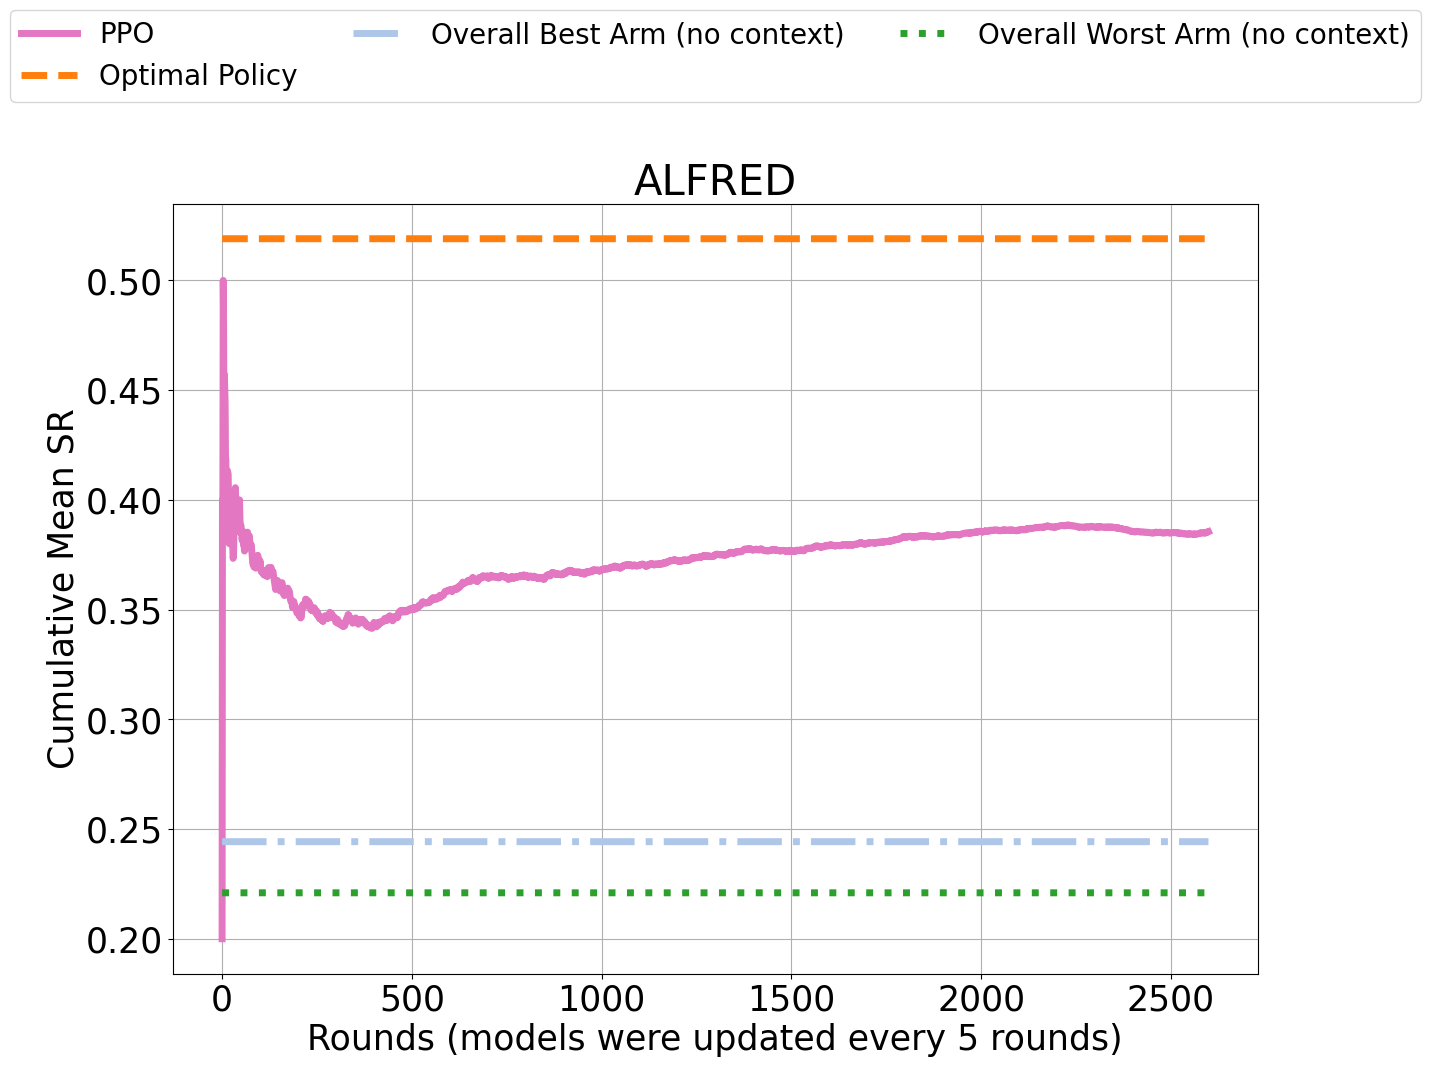 PPO
Optimal Policy
Overall Best Arm (no context)
Overall Worst Arm (no context)
ALFRED
Cumulative Mean SR
0.50
0.45
0.40
0.35
0.30
0.25
0.20
0
500
1000
1500
2000
2500
Rounds (models were updated every 5 rounds)